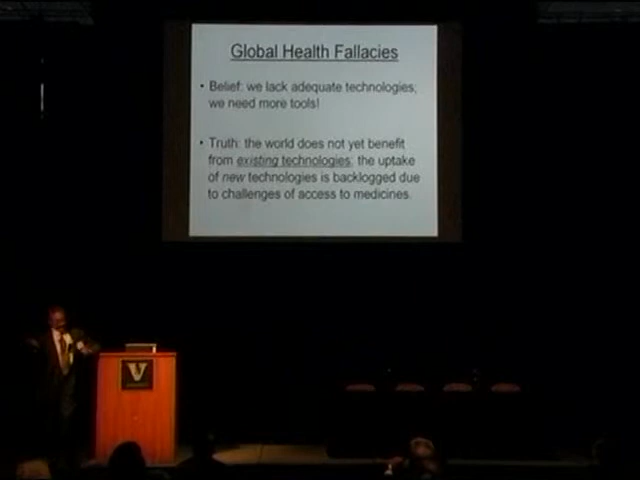 Global Health Fallacies
• Belief: we lack adequate technologies;
we need more tools!
• Truth: the world does not yet benefit
from existing technologies; the uptake
of new technologies is backlogged due
to challenges of access to medicines.
V